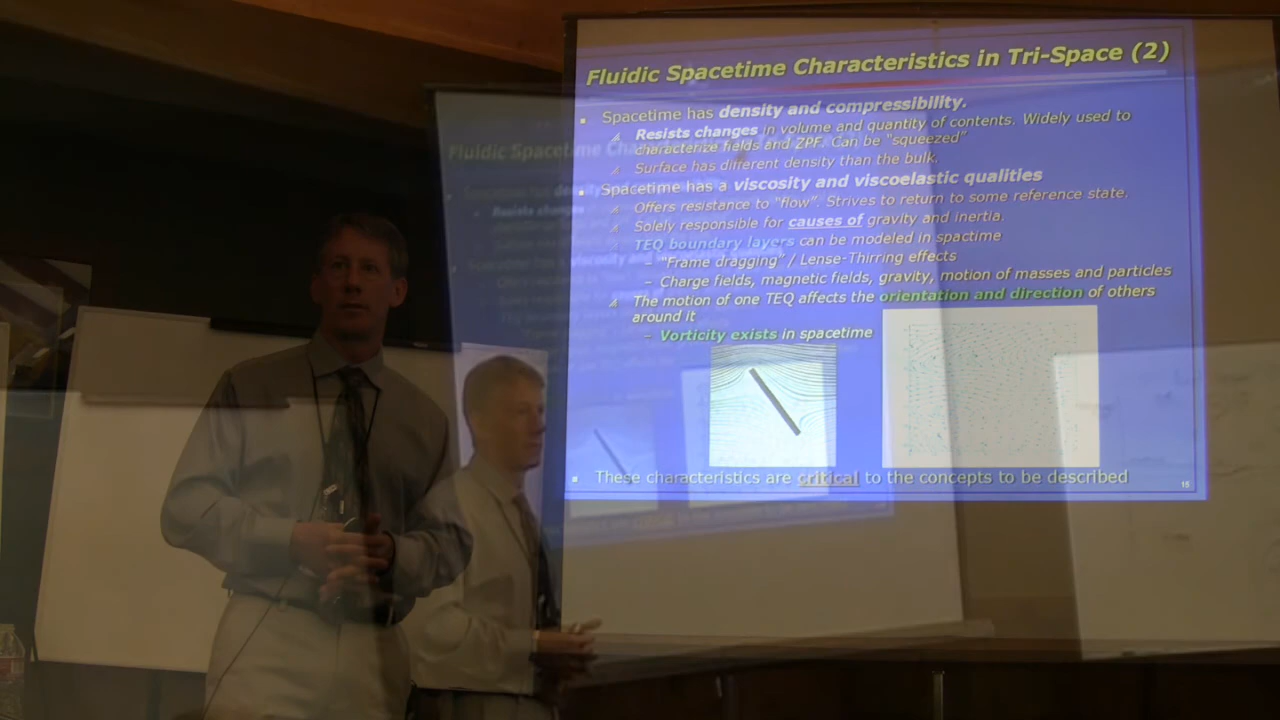 Fluidic Spacetime Characteristics in Tri-Space (2)
Spacetime has density and compressibility.
Resists changes in volume and quantity of contents. Widely used to
characterize fields and ZPF. Can be "squeezed"
Surface has different density than the bulk.
Spacetime has a viscosity and viscoelastic qualities
Offers resistance to "flow". Strives to return to some reference state.
Solely responsible for causes of gravity and inertia.
TEQ boundary layers can be modeled in spactime
– "Frame dragging" / Lense-Thirring effects
– Charge fields, magnetic fields, gravity, motion of masses and particles
The motion of one TEQ affects the orientation and direction of others
around it
– Vorticity exists in spacetime
These characteristics are critical to the concepts to be described
15
Fluidic Spacetime